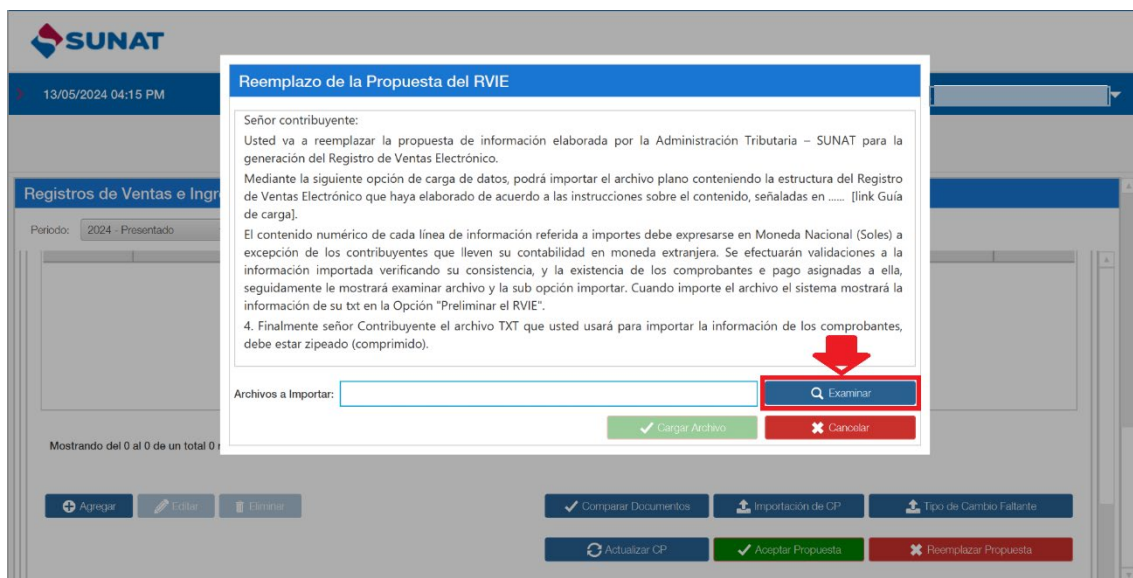 SUNAT
13/05/2024 04:15 PM
Reemplazo de la Propuesta del RVIE
Señor contribuyente:
Usted va a reemplazar la propuesta de información elaborada por la Administración Tributaria – SUNAT para la
generación del Registro de Ventas Electrónico.
Mediante la siguiente opción de carga de datos, podrá importar el archivo plano conteniendo la estructura del Registro
de Ventas Electrónico que haya elaborado de acuerdo a las instrucciones sobre el contenido, señaladas en ...... [link Guía
de carga].
El contenido numérico de cada línea de información referida a importes debe expresarse en Moneda Nacional (Soles) a
excepción de los contribuyentes que lleven su contabilidad en moneda extranjera. Se efectuarán validaciones a la
información importada verificando su consistencia, y la existencia de los comprobantes e pago asignadas a ella,
seguidamente le mostrará examinar archivo y la sub opción importar. Cuando importe el archivo el sistema mostrará la
información de su txt en la Opción "Preliminar el RVIE".
4. Finalmente señor Contribuyente el archivo TXT que usted usará para importar la información de los comprobantes,
debe estar zipeado (comprimido).
Archivos a Importar:
Examinar
Cargar Archivo
Cancelar
Registros de Ventas e Ingr
Periodo: 2024 - Presentado
Mostrando del 0 al 0 de un total 0
Agregar
Editar
Eliminar
Comparar Documentos
Importación de CP
Tipo de Cambio Faltante
Actualizar CP
Aceptar Propuesta
Reemplazar Propuesta